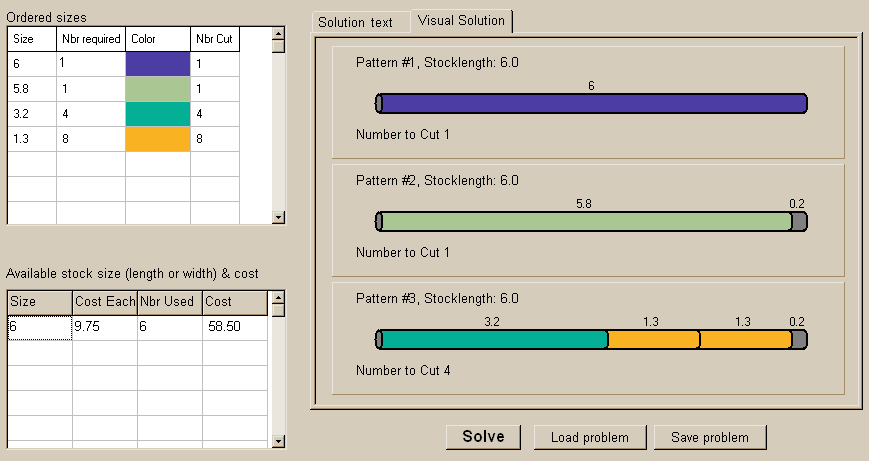 Ordered sizes
Size Nbr required Color Nbr Cut
6 1 1
5.8 1 1
3.2 4 4
1.3 8 8
Available stock size (length or width) & cost
Size Cost Each Nbr Used Cost
6 9.75 6 58.50
Solution text Visual Solution
Pattern #1, Stocklength: 6.0
6
Number to Cut 1
Pattern #2, Stocklength: 6.0
5.8 0.2
Number to Cut 1
Pattern #3, Stocklength: 6.0
3.2 1.3 1.3 0.2
Number to Cut 4
Solve Load problem Save problem